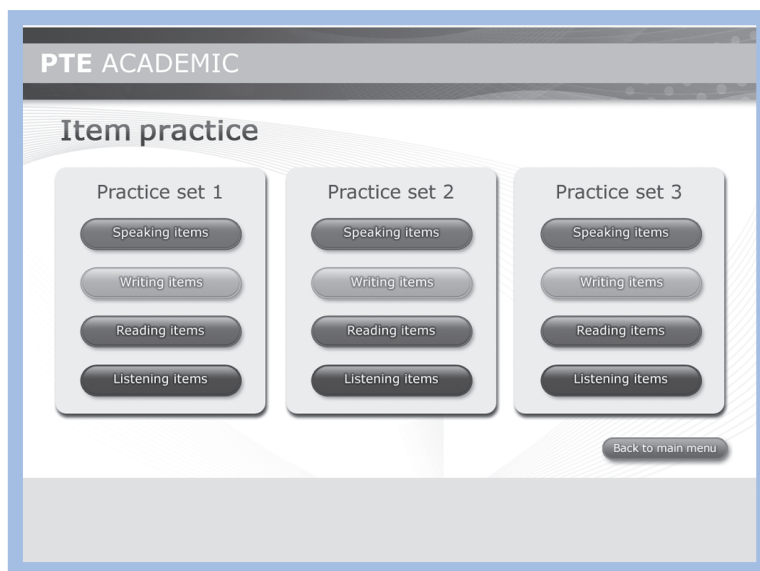 PTE ACADEMIC
Item practice
Practice set 1
Speaking items
Writing items
Reading items
Listening items
Practice set 2
Speaking items
Writing items
Reading items
Listening items
Practice set 3
Speaking items
Writing items
Reading items
Listening items
Back to main menu